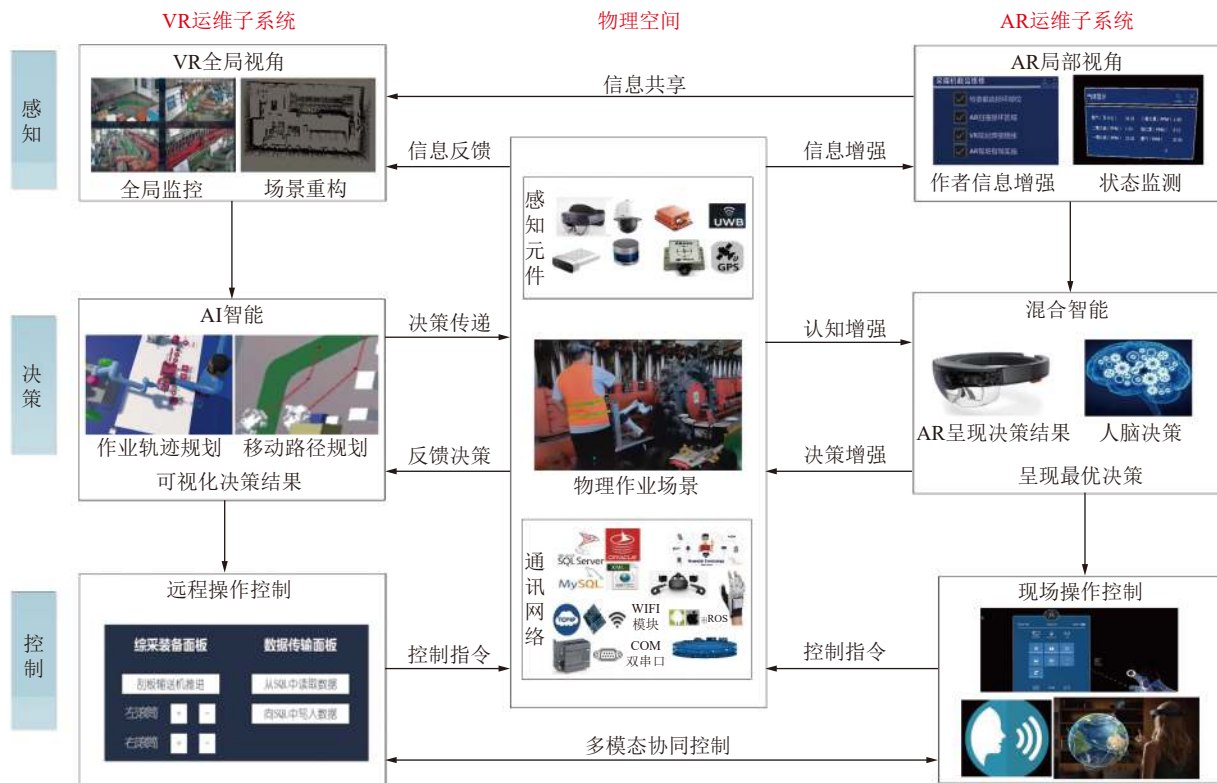 VR运维子系统
物理空间
AR运维子系统
感知
VR全局视角
全局监控
场景重构
信息共享
信息反馈
信息增强
AR局部视角
作者信息增强
状态监测
感知元件
UWB
GPS
决策
AI智能
作业轨迹规划
移动路径规划
可视化决策结果
决策传递
反馈决策
物理作业场景
认知增强
决策增强
混合智能
AR呈现决策结果
人脑决策
呈现最优决策
通讯网络
SQL Server
ORACLE
MySQL
XML
TCP/IP
WIFI
模块
ROS
COM
双串口
控制
远程操作控制
综采装备面板
数据传输面板
刮板输送机推进
从SQL中读取数据
左滚筒
+
-
向SQL中写入数据
右滚筒
+
-
控制指令
控制指令
现场操作控制
多模态协同控制